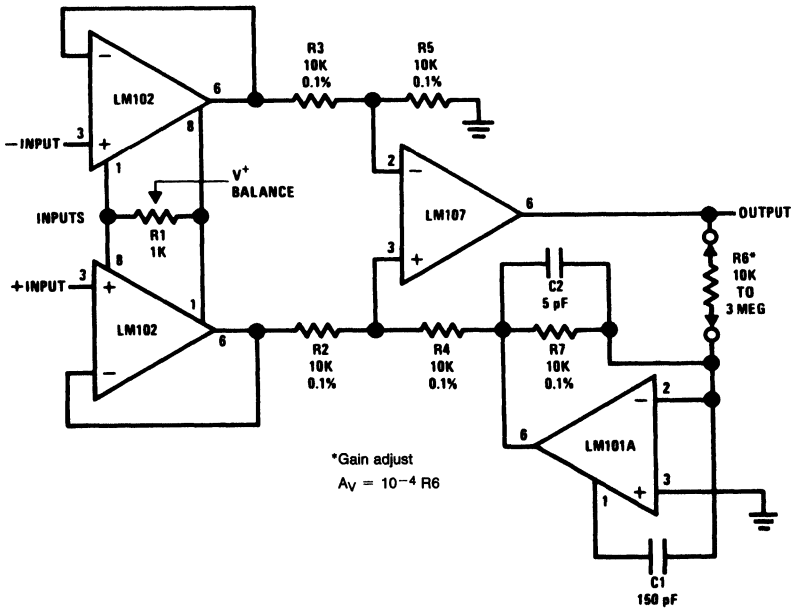 R3
10K
0.1%
R5
10K
0.1%
−
LM102
6
8
−INPUT
3
+
1
V+
BALANCE
2
−
LM107
6
OUTPUT
INPUTS
R1
1K
3
+
8
+INPUT
3
+
1
LM102
6
−
C2
5 pF
R6*
10K
TO
3 MEG
R2
10K
0.1%
R4
10K
0.1%
R7
10K
0.1%
2
−
LM101A
6
+
3
1
*Gain adjust
AV = 10−4 R6
C1
150 pF